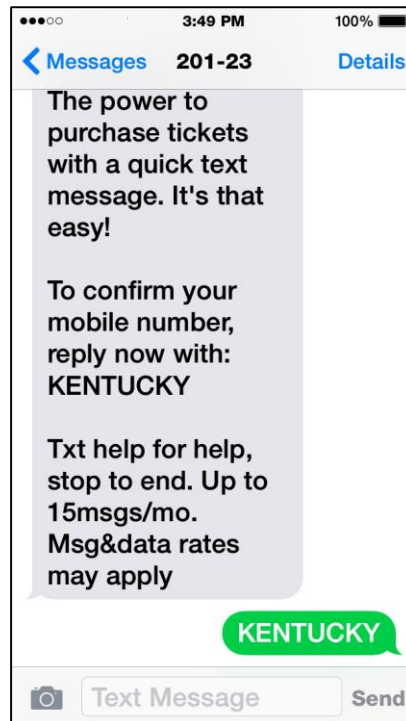 3:49 PM
100%
Messages
201-23
Details
The power to
purchase tickets
with a quick text
message. It's that
easy!
To confirm your
mobile number,
reply now with:
KENTUCKY
Txt help for help,
stop to end. Up to
15msgs/mo.
Msg&data rates
may apply
KENTUCKY
Text Message
Send